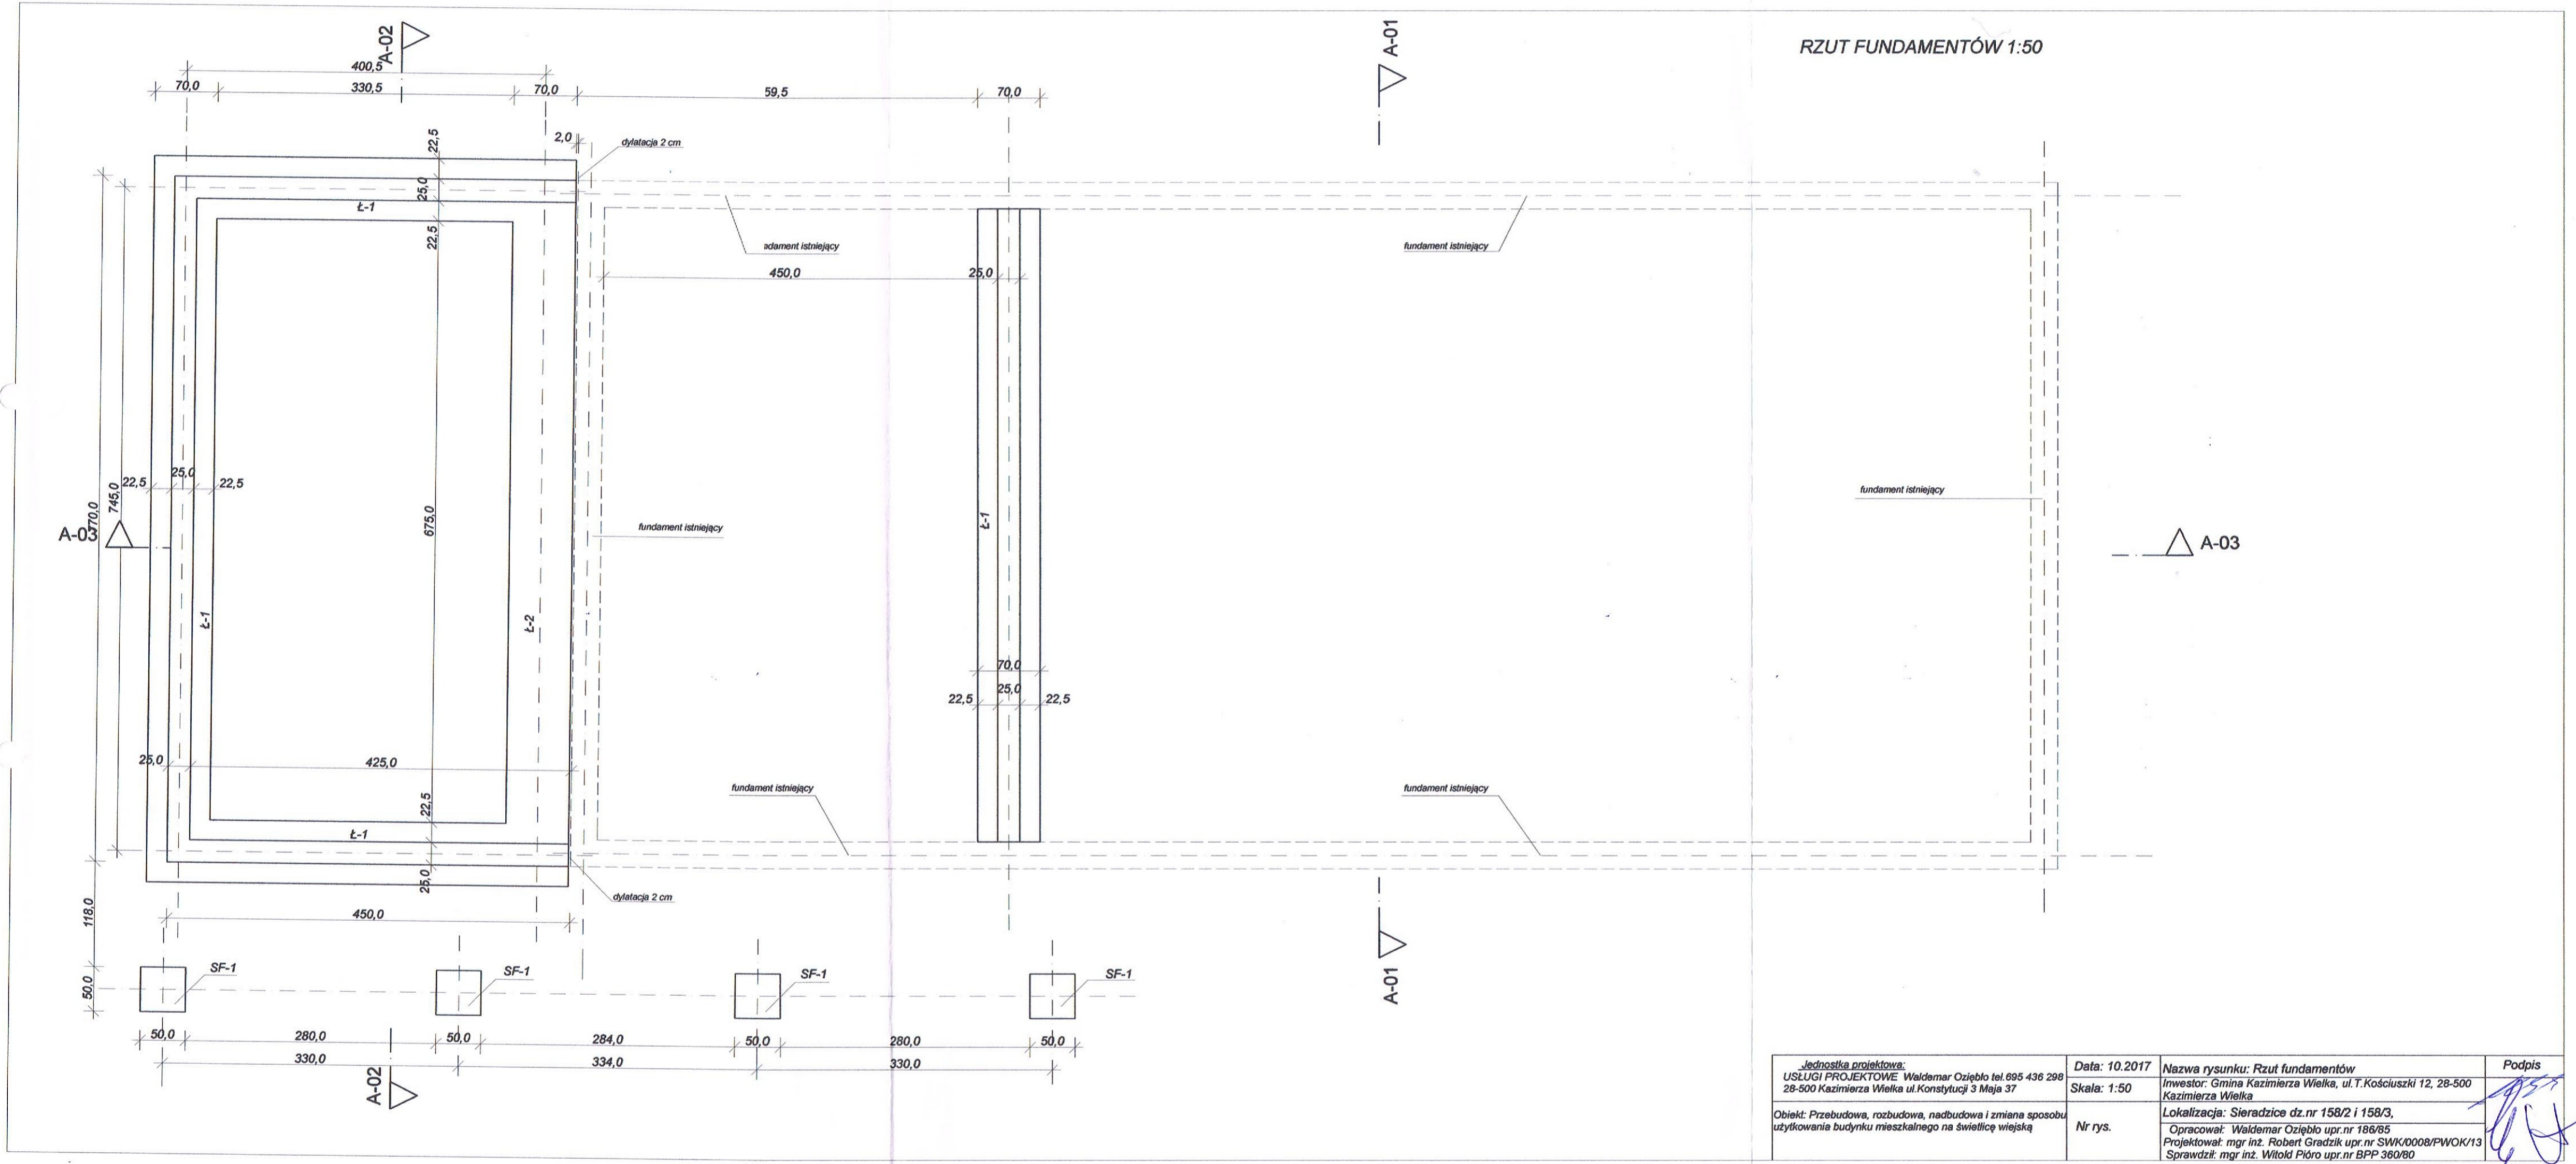 RZUT FUNDAMENTÓW 1:50
A-02
A-01
400,5
70,0
330,5
70,0
59,5
70,0
2,0
dylatacja 2 cm
22,5
25,0
Ł-1
22,5
adament istniejący
fundament istniejący
450,0
25,0
22,5
25,0
22,5
745,0
770,0
675,0
fundament istniejący
Ł-1
fundament istniejący
A-03
A-03
Ł-1
Ł-2
70,0
22,5
25,0
22,5
25,0
425,0
22,5
fundament istniejący
fundament istniejący
Ł-1
25,0
dylatacja 2 cm
118,0
450,0
50,0
SF-1
SF-1
SF-1
SF-1
A-01
50,0
280,0
50,0
284,0
50,0
280,0
50,0
330,0
334,0
330,0
A-02
Jednostka projektowa:
USŁUGI PROJEKTOWE Waldemar Oziębło tel.695 436 298
28-500 Kazimierza Wielka ul.Konstytucji 3 Maja 37
Obiekt: Przebudowa, rozbudowa, nadbudowa i zmiana sposobu
użytkowania budynku mieszkalnego na świetlicę wiejską
Data: 10.2017
Skala: 1:50
Nr rys.
Nazwa rysunku: Rzut fundamentów
Inwestor: Gmina Kazimierza Wielka, ul.T.Kościuszki 12, 28-500
Kazimierza Wielka
Lokalizacja: Sieradzice dz.nr 158/2 i 158/3,
Opracował: Waldemar Oziębło upr.nr 186/85
Projektował: mgr inż. Robert Gradzik upr.nr SWK/0008/PWOK/13
Sprawdził: mgr inż. Witold Pióro upr.nr BPP 360/80
Podpis